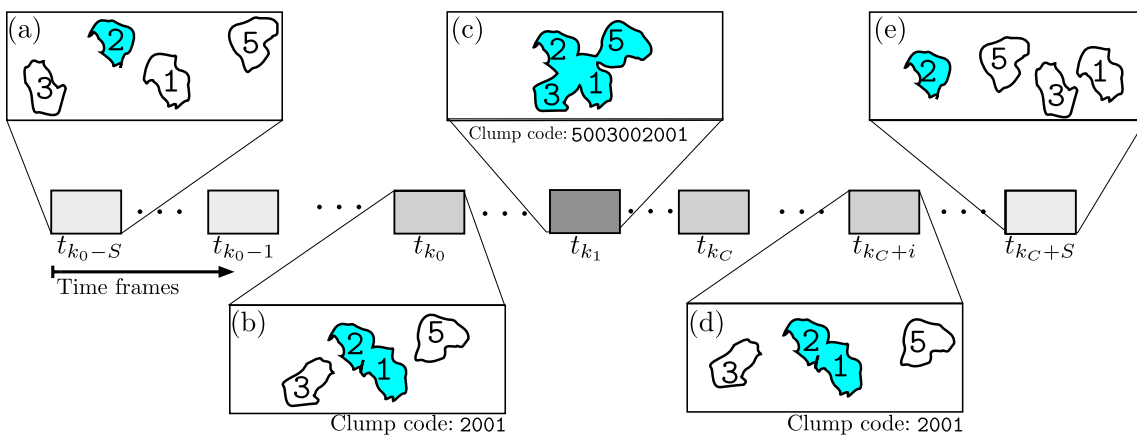 (a) 2 5 3 1
(c) 2 5 3 1
Clump code: 5003002001
(e) 2 5 3 1
t_{k_0-S} t_{k_0-1} t_{k_0} t_{k_1} t_{k_C} t_{k_C+i} t_{k_C+S}
Time frames
(b) 2 5 3 1
Clump code: 2001
(d) 2 5 3 1
Clump code: 2001